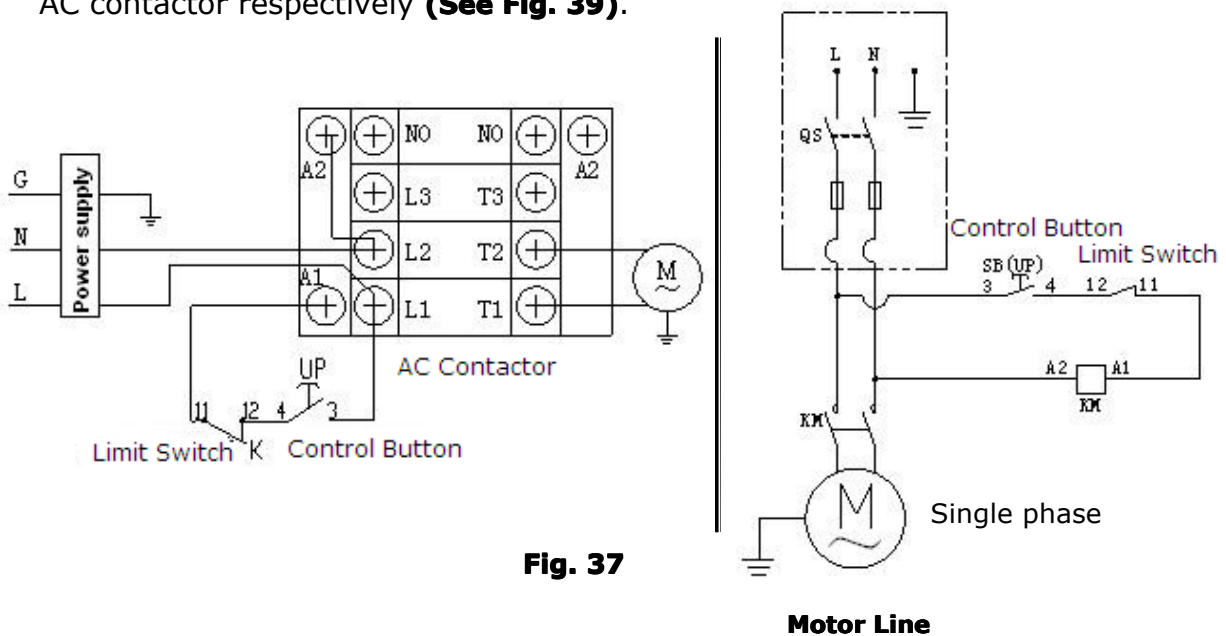 AC contactor respectively (See Fig. 39).
G
N
L
Power supply
A2
NO
NO
A2
L3
T3
L2
T2
A1
L1
T1
M
AC Contactor
UP
11
12
4
3
Limit Switch
K
Control Button
Fig. 37
L
N
QS
Control Button
Limit Switch
SB(UP)
3
4
12
11
A2
A1
KM
KM
M
Single phase
Motor Line